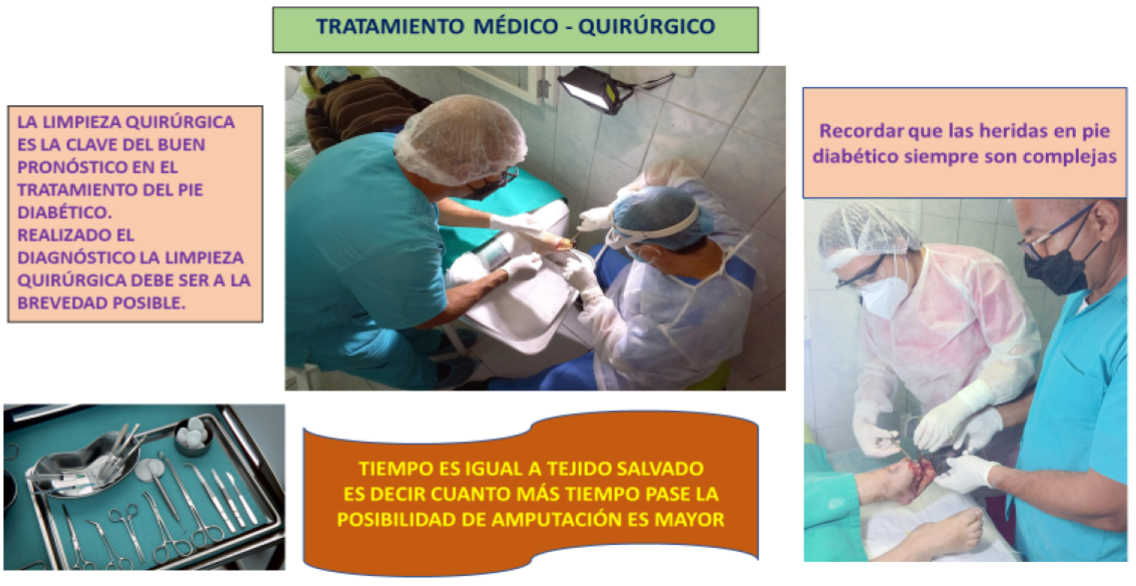 TRATAMIENTO MÉDICO - QUIRÚRGICO
LA LIMPIEZA QUIRÚRGICA
ES LA CLAVE DEL BUEN
PRONÓSTICO EN EL
TRATAMIENTO DEL PIE
DIABÉTICO.
REALIZADO EL
DIAGNÓSTICO LA LIMPIEZA
QUIRÚRGICA DEBE SER A LA
BREVEDAD POSIBLE.
Recordar que las heridas en pie
diabético siempre son complejas
TIEMPO ES IGUAL A TEJIDO SALVADO
ES DECIR CUANTO MÁS TIEMPO PASE LA
POSIBILIDAD DE AMPUTACIÓN ES MAYOR